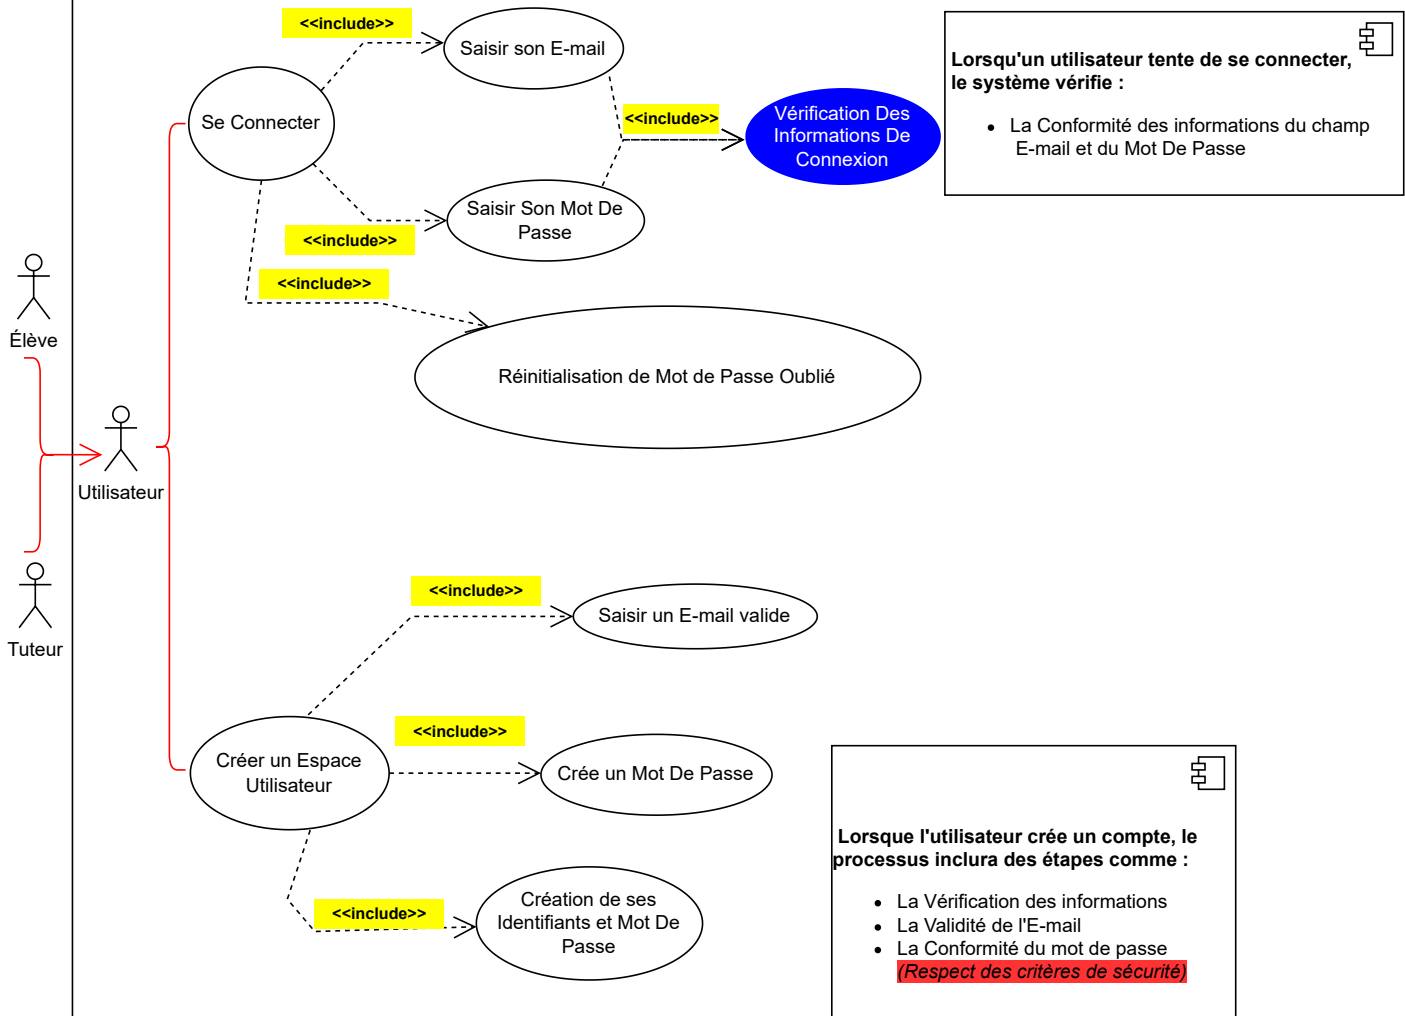 <<include>>
Saisir son E-mail
Lorsqu'un utilisateur tente de se connecter,
le système vérifie :
La Conformité des informations du champ
E-mail et du Mot De Passe
Se Connecter
<<include>>
Vérification Des
Informations De
Connexion
Saisir Son Mot De
Passe
<<include>>
<<include>>
Réinitialisation de Mot de Passe Oublié
Élève
Utilisateur
Tuteur
<<include>>
Saisir un E-mail valide
<<include>>
Créer un Espace
Utilisateur
Crée un Mot De Passe
<<include>>
Création de ses
Identifiants et Mot De
Passe
Lorsque l'utilisateur crée un compte, le
processus inclura des étapes comme :
La Vérification des informations
La Validité de l'E-mail
La Conformité du mot de passe
(Respect des critères de sécurité)